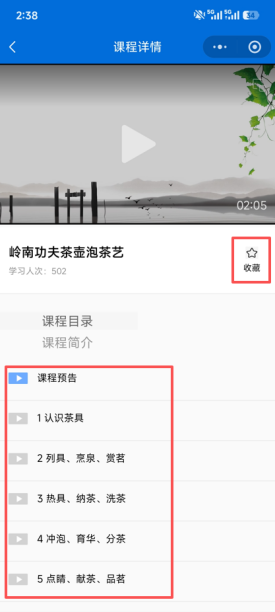 2:38
5G 5G 34
课程详情
02:05
岭南功夫茶壶泡茶艺
学习人次：502
收藏
课程目录
课程简介
课程预告
1 认识茶具
2 列具、烹泉、赏茗
3 热具、纳茶、洗茶
4 冲泡、育华、分茶
5 点睛、献茶、品茗